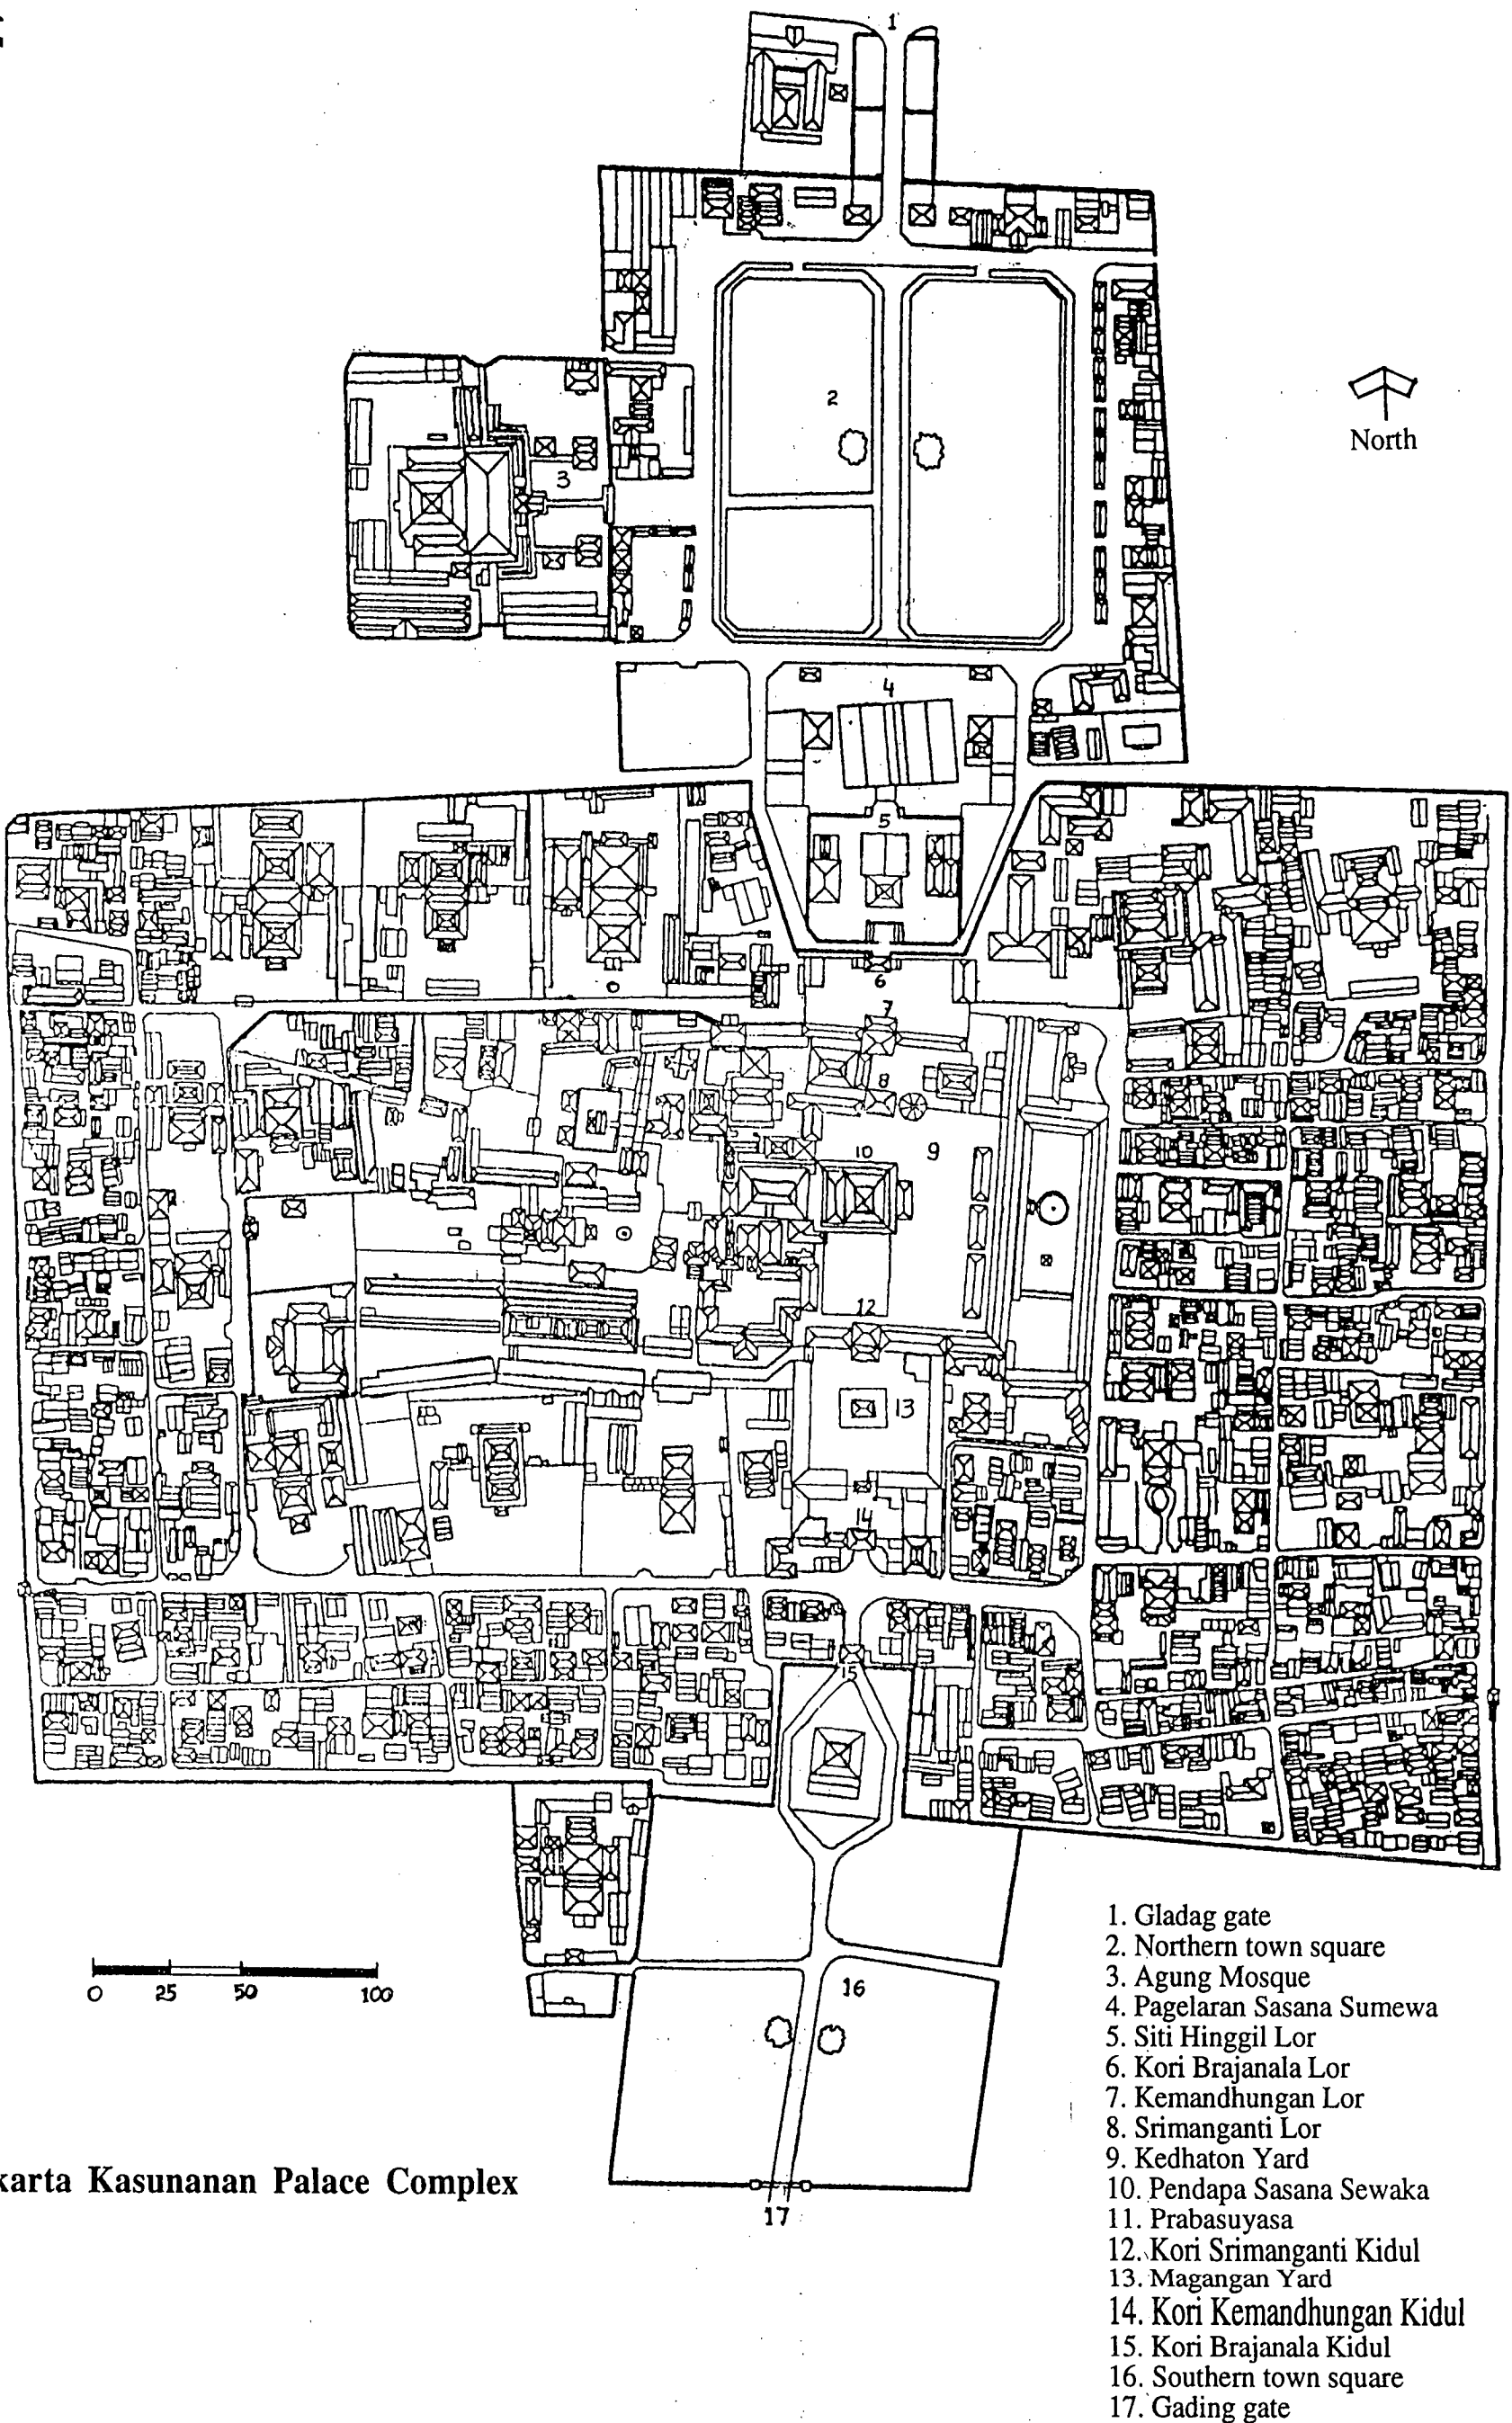 1
2
North
3
4
5
6
7
8
9
10
12
13
14
15
16
0 25 50 100
karta Kasunanan Palace Complex
17
1. Gladag gate
2. Northern town square
3. Agung Mosque
4. Pagelaran Sasana Sumewa
5. Siti Hinggil Lor
6. Kori Brajanala Lor
7. Kemandhungan Lor
8. Srimanganti Lor
9. Kedhaton Yard
10. Pendapa Sasana Sewaka
11. Prabasuyasa
12. Kori Srimanganti Kidul
13. Magangan Yard
14. Kori Kemandhungan Kidul
15. Kori Brajanala Kidul
16. Southern town square
17. Gading gate